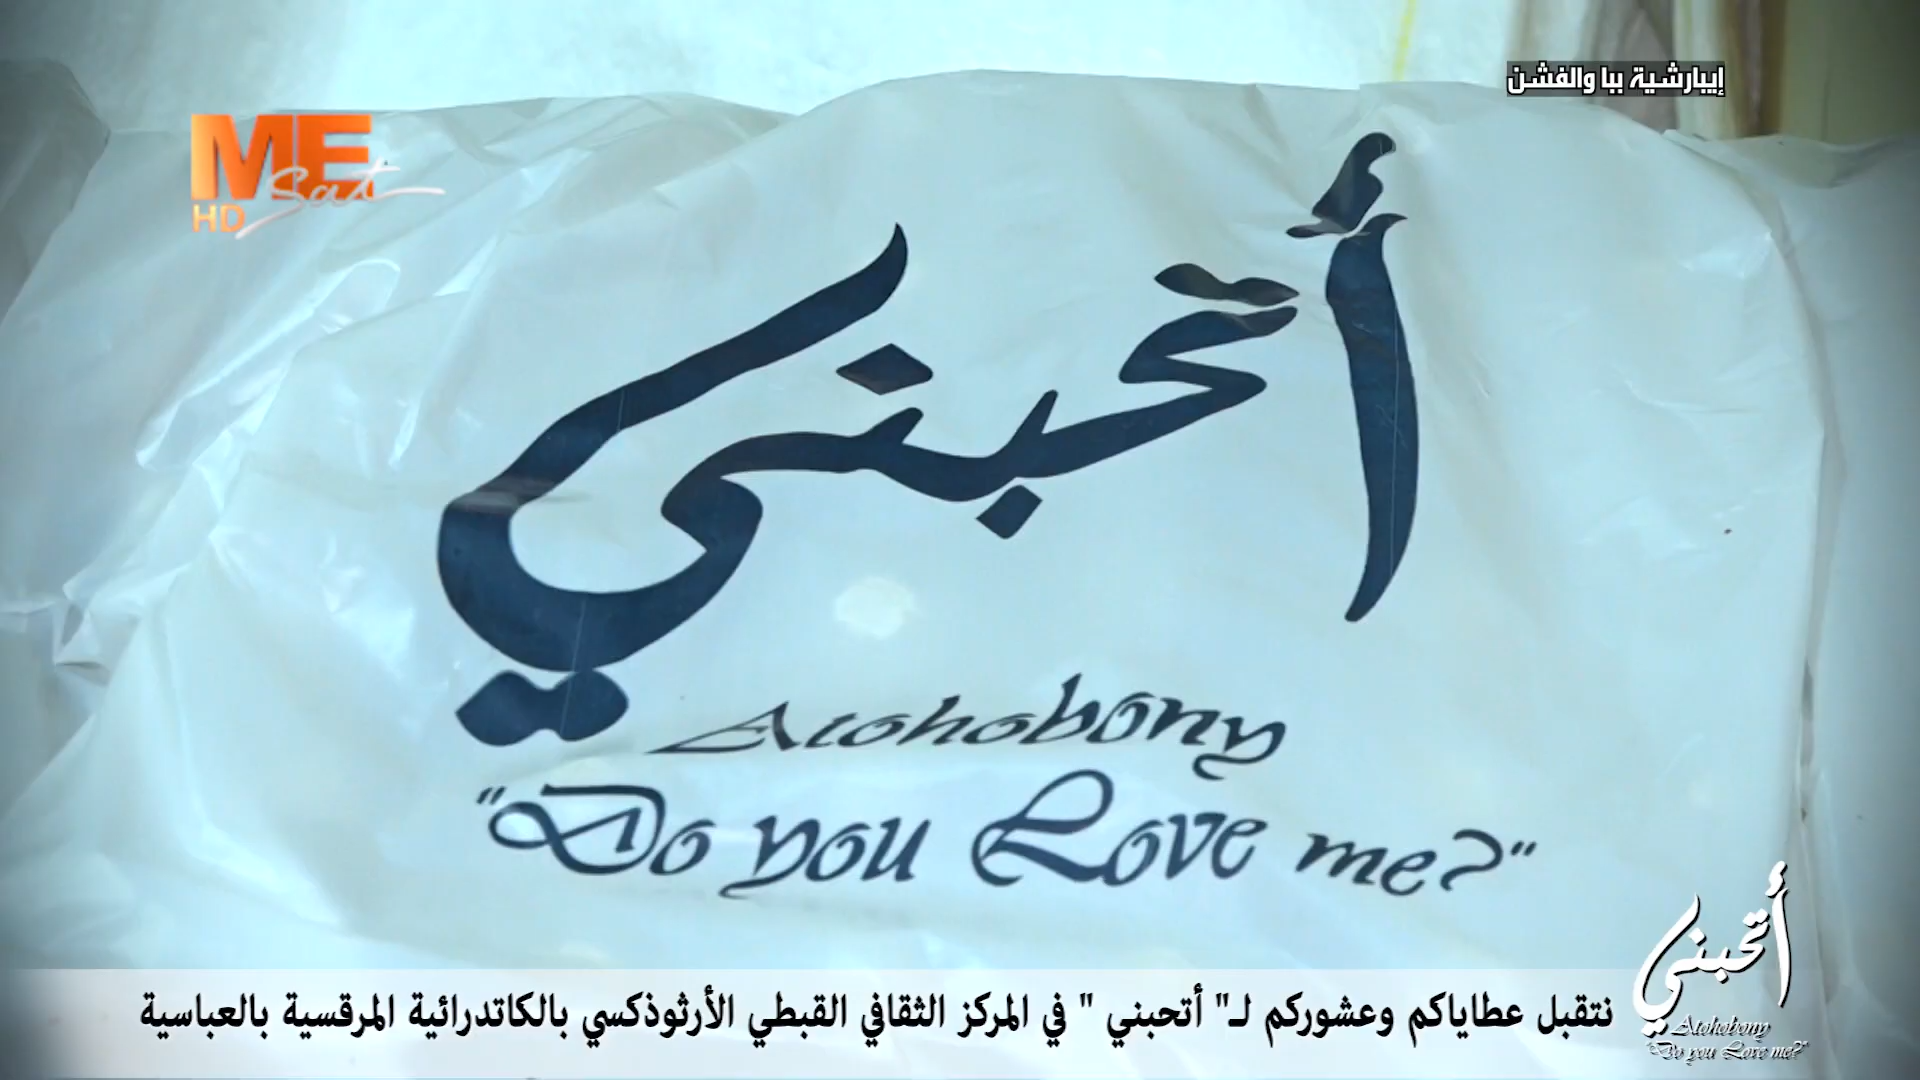 إيبارشية ببا والفشن
ME
Sat
HD
أتحبني
Atohobony
"Do you Love me?"
نتقبل عطاياكم وعشوركم لـ" أتحبني " في المركز الثقافي القبطي الأرثوذكسي بالكاتدرائية المرقسية بالعباسية
أتحبني
Atohobony
"Do you Love me?"